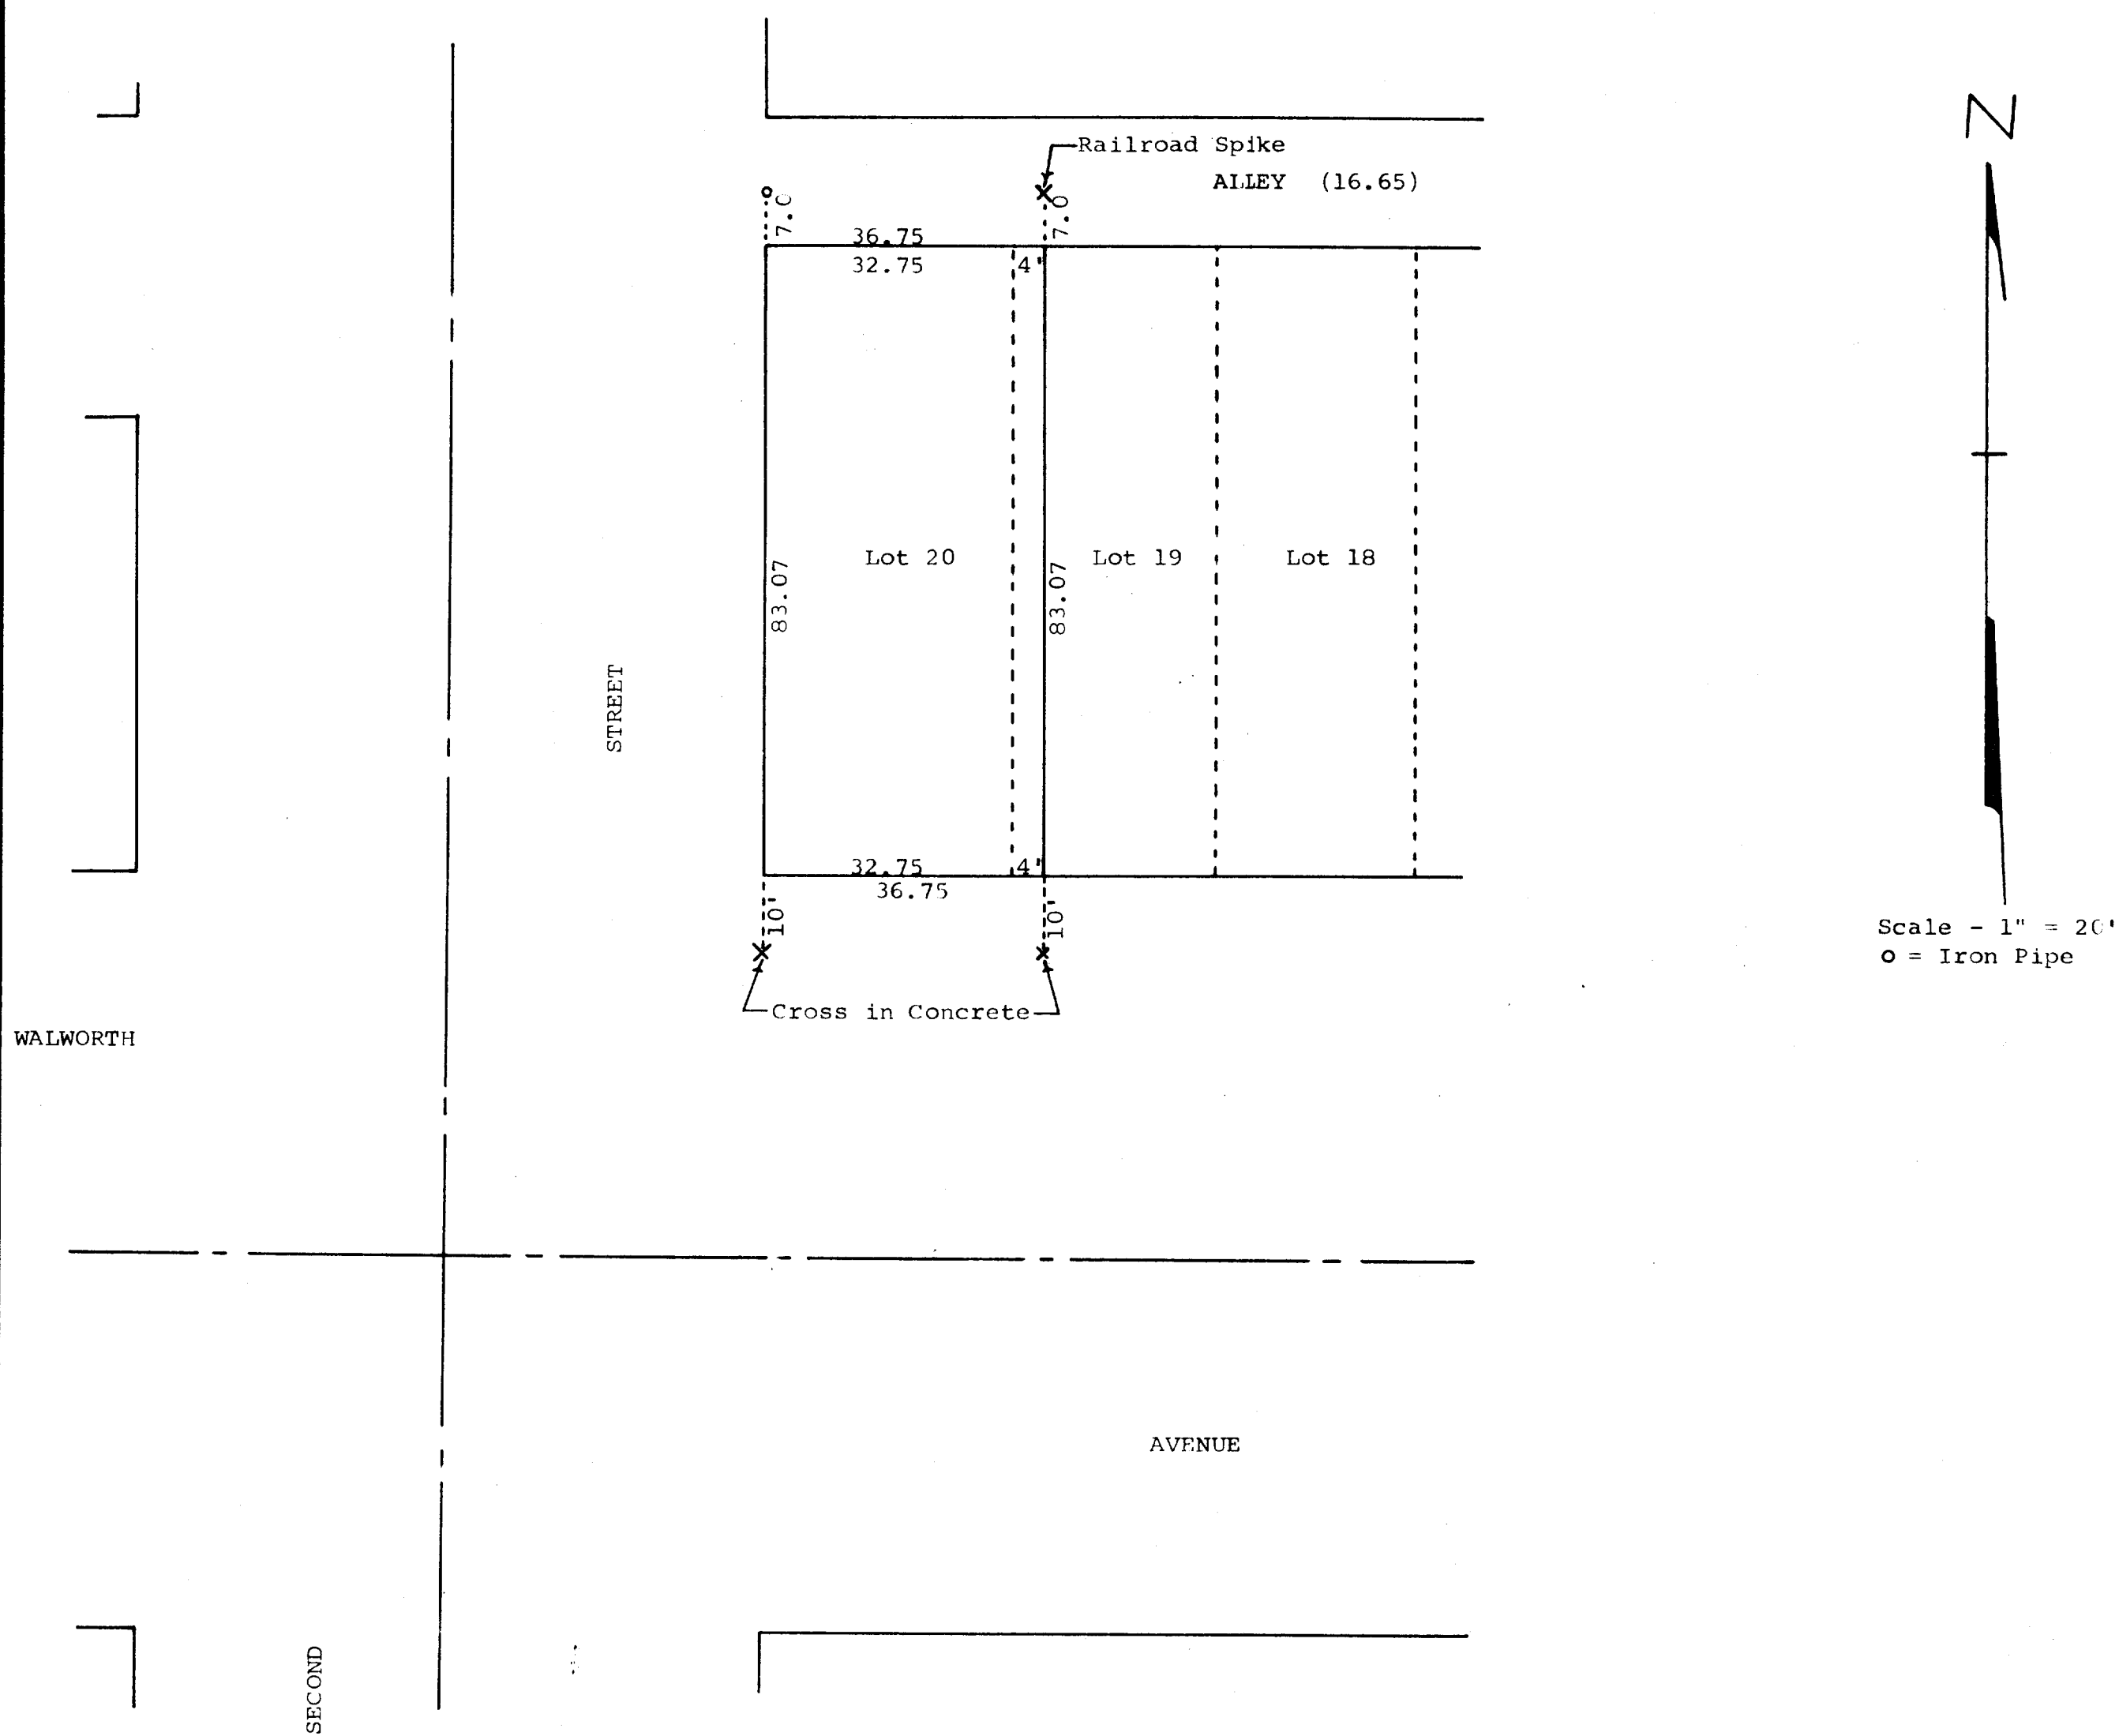 N
Railroad Spike
ALLEY (16.65)
7.0
7.0
36.75
32.75
4'
Lot 20
Lot 19
Lot 18
83.07
83.07
STREET
32.75
4'
36.75
10'
10'
Scale - 1" = 20'
o = Iron Pipe
Cross in Concrete
WALWORTH
AVENUE
SECOND